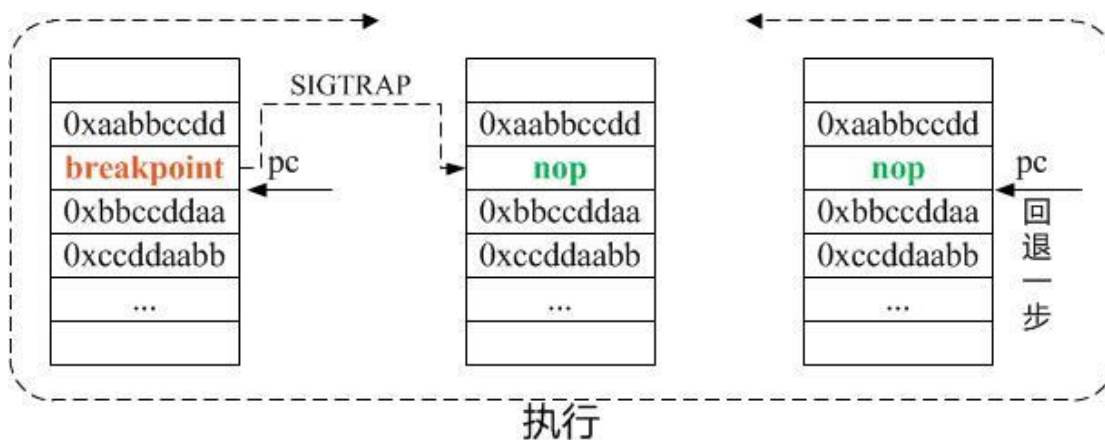 0xaabbccdd
breakpoint
0xbbccddaa
0xccddaabb
...
SIGTRAP
pc
0xaabbccdd
nop
0xbbccddaa
0xccddaabb
...
0xaabbccdd
nop
0xbbccddaa
0xccddaabb
...
pc
回退一步
执行